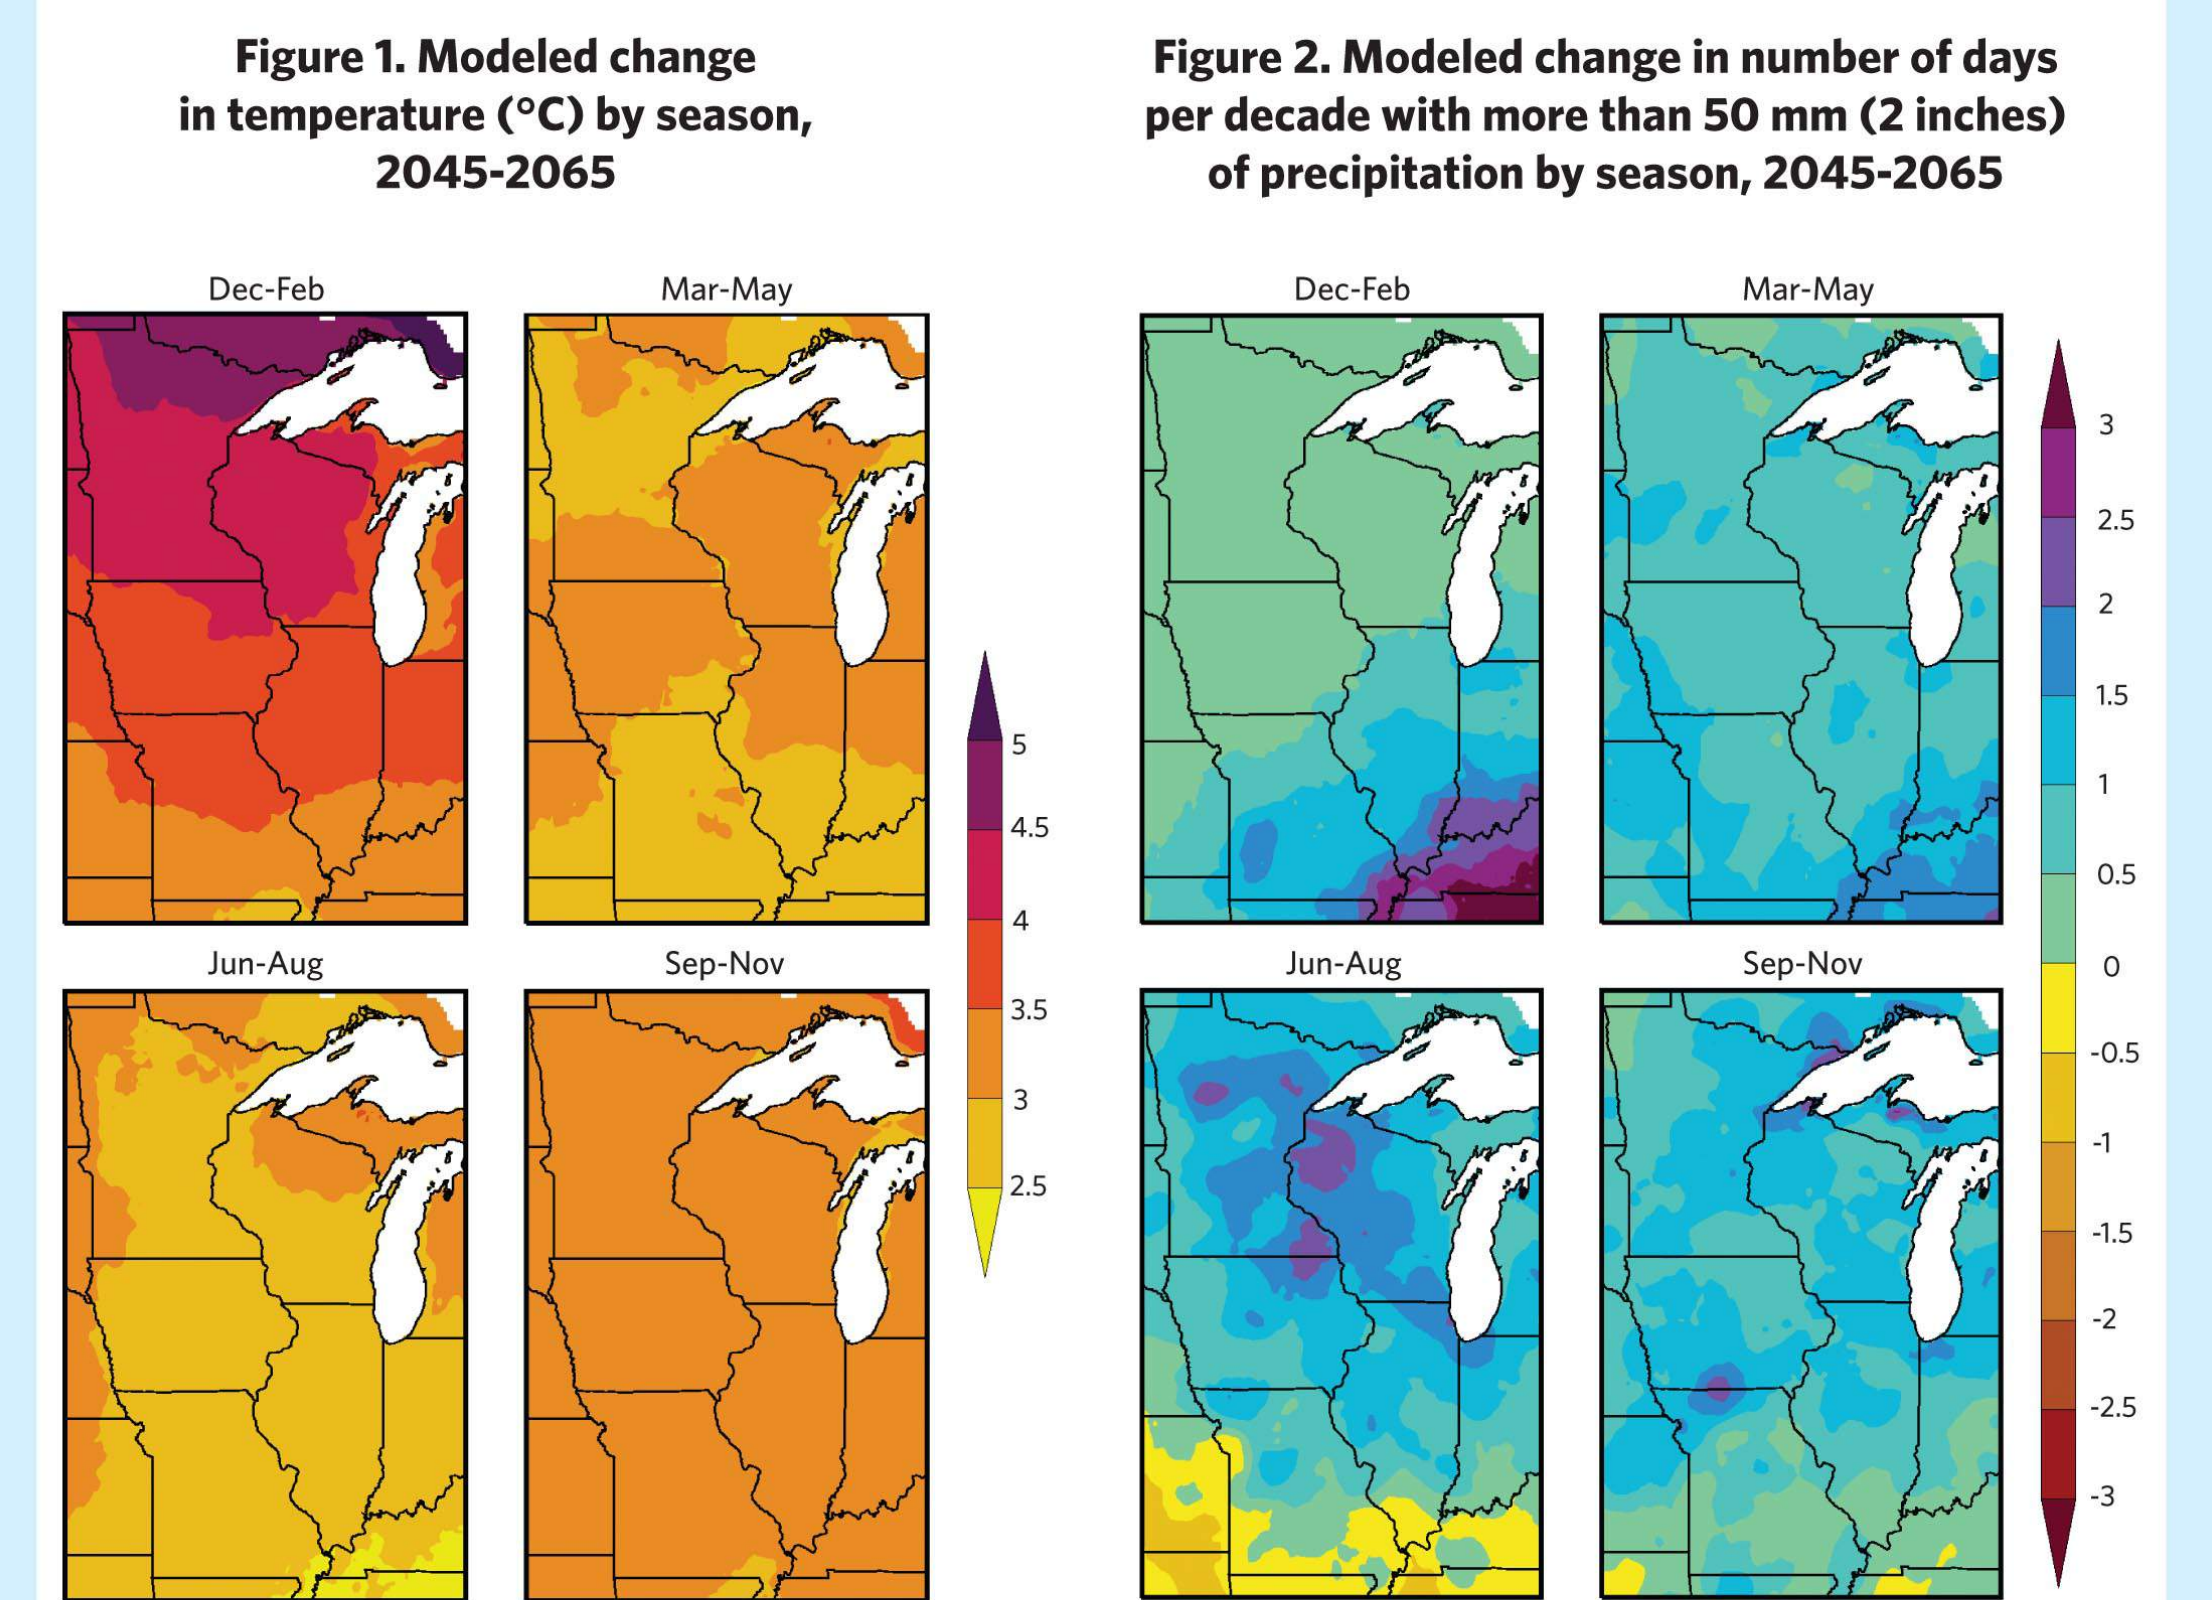 Figure 1. Modeled change
in temperature (°C) by season,
2045-2065
Figure 2. Modeled change in number of days
per decade with more than 50 mm (2 inches)
of precipitation by season, 2045-2065
Dec-Feb
Mar-May
Dec-Feb
Mar-May
Jun-Aug
Sep-Nov
Jun-Aug
Sep-Nov
5
4.5
4
3.5
3
2.5
3
2.5
2
1.5
1
0.5
0
-0.5
-1
-1.5
-2
-2.5
-3